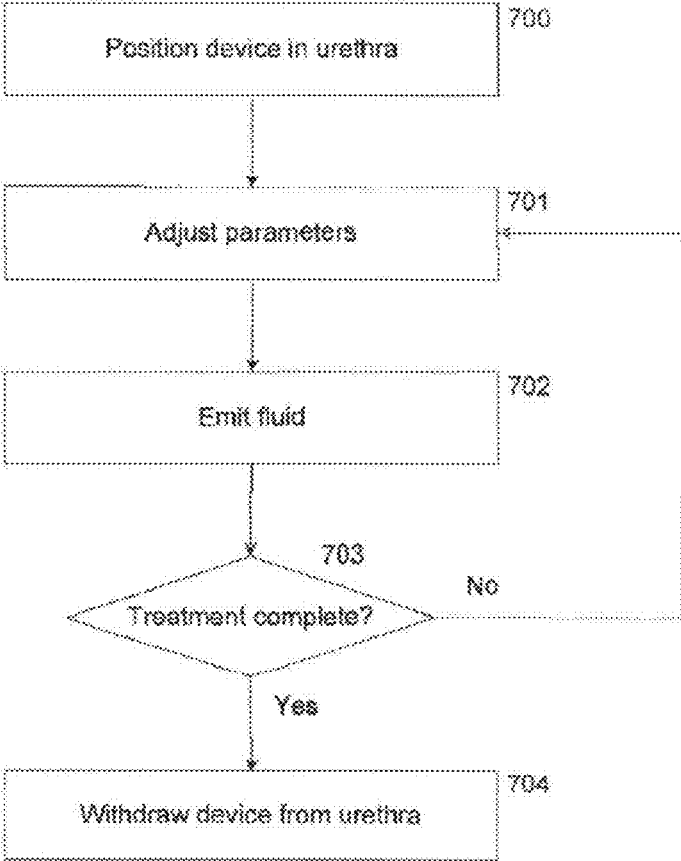 700
Position device in urethra
701
Adjust parameters
702
Emit fluid
703
No
Treatment complete?
Yes
704
Withdraw device from urethra